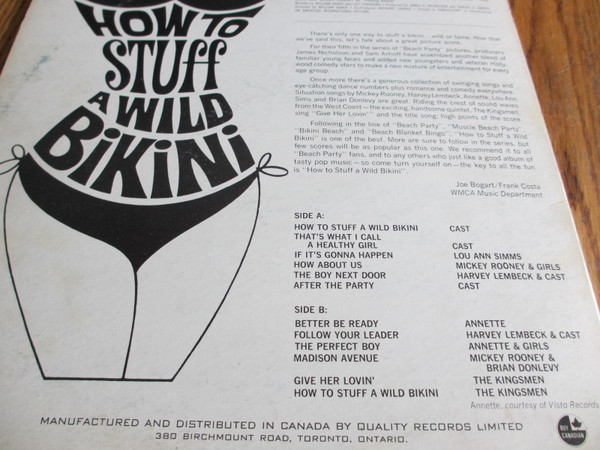 HOW TO
STUFF
A WILD
BiKiNi
There's only one way to stuff a bikini...wild or tame. Now that
we've said this, let's talk about a great picture score.
For their fifth in the series of "Beach Party" pictures, producers
James Nicholson and Sam Arkoff have assembled another blend of
familiar young faces and added new youngsters and veteran Holly-
wood comedy stars to make a new mixture of entertainment for every
age group.
Once more there's a generous collection of swinging songs and
eye-catching dance numbers plus romance and comedy everywhere.
Situation songs by Mickey Rooney, Harvey Lembeck, Annette, Lou Ann
Sims and Brian Donlevy are great. Riding the crest of sound waves
from the West Coast—the exciting, handsome quintet, The Kingsmen,
sing "Give Her Lovin'" and the title song; high points of the score.
Following in the line of "Beach Party", "Muscle Beach Party",
"Bikini Beach" and "Beach Blanket Bingo", "How to Stuff a Wild
Bikini" is one of the best. More are sure to follow in the series, but
few scores will be as popular as this one. We recommend it to all
"Beach Party" fans, and to any others who just like a good album of
tasty pop music—so come turn yourself on—the key to all the fun
is "How to Stuff a Wild Bikini".
Joe Bogart/Frank Costa
WMCA Music Department
SIDE A:
HOW TO STUFF A WILD BIKINI CAST
THAT'S WHAT I CALL
A HEALTHY GIRL CAST
IF IT'S GONNA HAPPEN LOU ANN SIMMS
HOW ABOUT US MICKEY ROONEY & GIRLS
THE BOY NEXT DOOR HARVEY LEMBECK & CAST
AFTER THE PARTY CAST
SIDE B:
BETTER BE READY ANNETTE
FOLLOW YOUR LEADER HARVEY LEMBECK & CAST
THE PERFECT BOY ANNETTE & GIRLS
MADISON AVENUE MICKEY ROONEY &
BRIAN DONLEVY
GIVE HER LOVIN' THE KINGSMEN
HOW TO STUFF A WILD BIKINI THE KINGSMEN
Annette, courtesy of Vista Records
MANUFACTURED AND DISTRIBUTED IN CANADA BY QUALITY RECORDS LIMITED
380 BIRCHMOUNT ROAD, TORONTO, ONTARIO.
BUY
CANADIAN